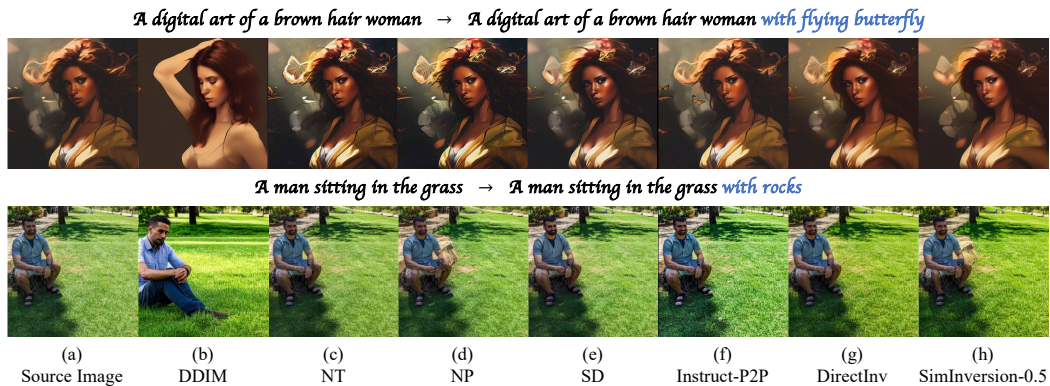 A digital art of a brown hair woman → A digital art of a brown hair woman with flying butterfly
A man sitting in the grass → A man sitting in the grass with rocks
(a) (b) (c) (d) (e) (f) (g) (h)
Source Image DDIM NT NP SD Instruct-P2P DirectInv SimInversion-0.5